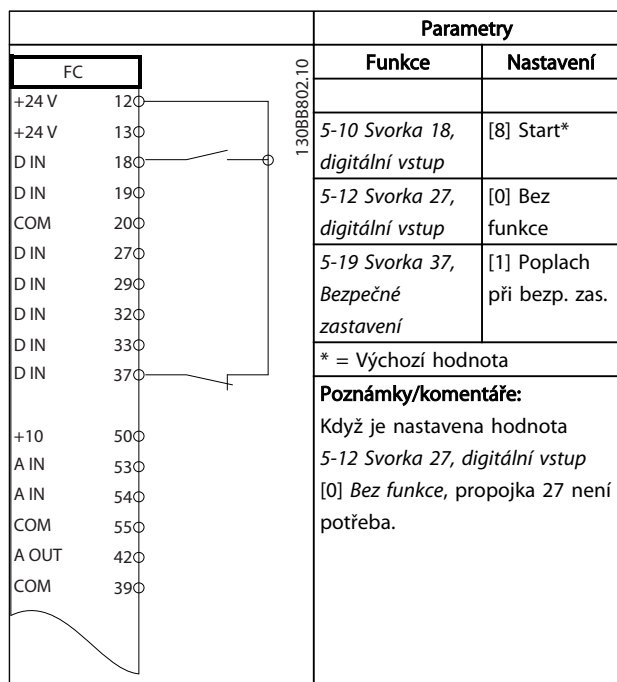 Parametry
Funkce Nastavení
5-10 Svorka 18, digitální vstup [8] Start*
5-12 Svorka 27, digitální vstup [0] Bez funkce
5-19 Svorka 37, Bezpečné zastavení [1] Poplach při bezp. zas.
* = Výchozí hodnota
Poznámky/komentáře:
Když je nastavena hodnota
5-12 Svorka 27, digitální vstup
[0] Bez funkce, propojka 27 není
potřeba.
FC
+24 V 12
+24 V 13
D IN 18
D IN 19
COM 20
D IN 27
D IN 29
D IN 32
D IN 33
D IN 37
+10 50
A IN 53
A IN 54
COM 55
A OUT 42
COM 39
130BB802.10